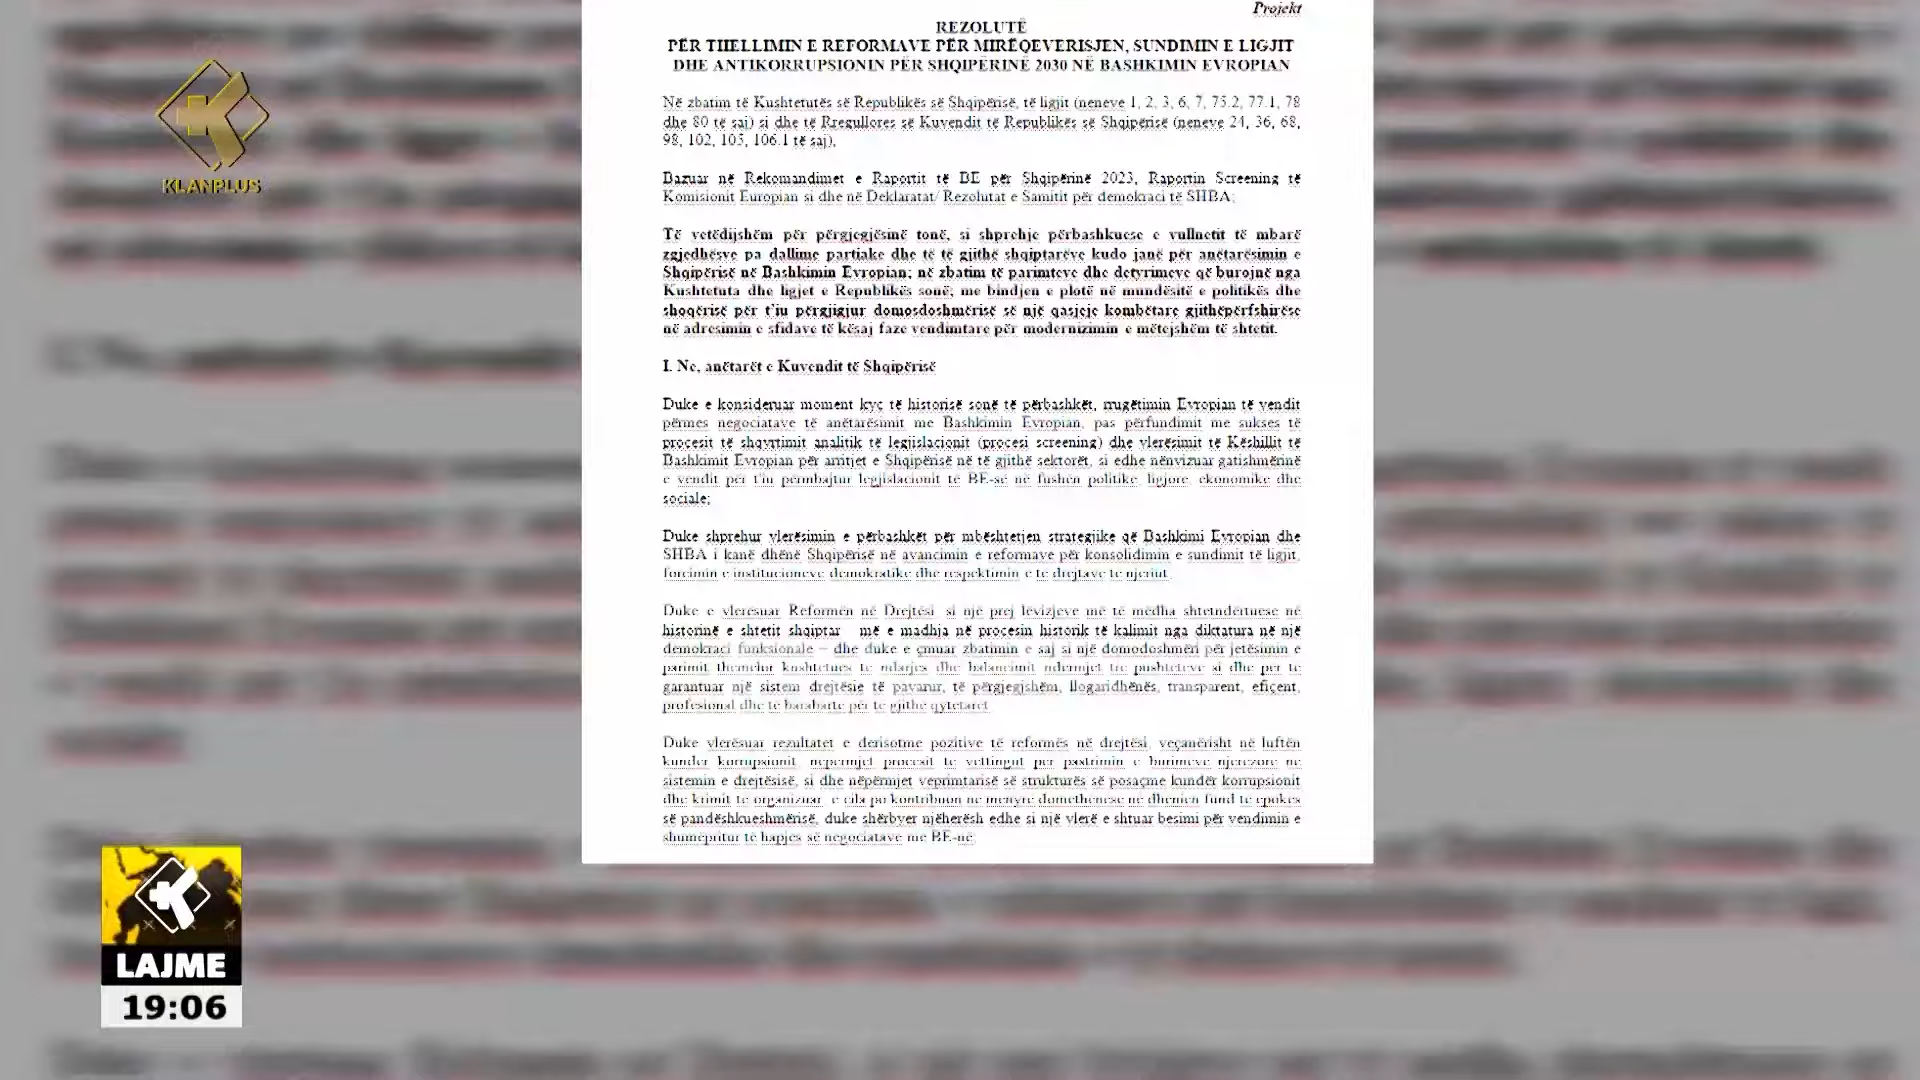 Projekt
REZOLUTË
PËR THELLIMIN E REFORMAVE PËR MIRËQEVERISJEN, SUNDIMIN E LIGJIT
DHE ANTIKORRUPSIONIN PËR SHQIPËRINË 2030 NË BASHKIMIN EVROPIAN
Në zbatim të Kushtetutës së Republikës së Shqipërisë, të ligjit (neneve 1, 2, 3, 6, 7, 75.2, 77.1, 78
dhe 80 të saj) si dhe të Rregullores së Kuvendit të Republikës së Shqipërisë (neneve 24, 36, 68,
98, 102, 105, 106.1 të saj),
Bazuar në Rekomandimet e Raportit të BE për Shqipërinë 2023, Raportin Screening të
Komisionit Europian si dhe në Deklaratat/ Rezolutat e Samitit për demokraci të SHBA;
Të vetëdijshëm për përgjegjësinë tonë, si shprehje përbashkuese e vullnetit të mbarë
zgjedhësve pa dallime partiake dhe të të gjithë shqiptarëve kudo janë për anëtarësimin e
Shqipërisë në Bashkimin Evropian; në zbatim të parimteve dhe detyrimeve që burojnë nga
Kushtetuta dhe ligjet e Republikës sonë; me bindjen e plotë në mundësitë e politikës dhe
shoqërisë për t'iu përgjigjur domosdoshmërisë së një qasjeje kombëtare gjithëpërfshirëse
në adresimin e sfidave të kësaj faze vendimtare për modernizimin e mëtejshëm të shtetit.
I. Ne, anëtarët e Kuvendit të Shqipërisë
Duke e konsideruar moment kyç të historisë sonë të përbashkët, rrugëtimin Evropian të vendit
përmes negociatave të anëtarësimit me Bashkimin Evropian, pas përfundimit me sukses të
procesit të shqyrtimit analitik të legjislacionit (procesi screening) dhe vlerësimit të Këshillit të
Bashkimit Evropian për arritjet e Shqipërisë në të gjithë sektorët, si edhe nënvizuar gatishmërinë
e vendit për t'iu përmbajtur legjislacionit të BE-së në fushën politike, ligjore, ekonomike dhe
sociale;
Duke shprehur vlerësimin e përbashkët për mbështetjen strategjike që Bashkimi Evropian dhe
SHBA i kanë dhënë Shqipërisë në avancimin e reformave për konsolidimin e sundimit të ligjit,
forcimin e institucioneve demokratike dhe respektimin e të drejtave të njeriut
Duke e vlerësuar Reformën në Drejtësi si një prej lëvizjeve më të mëdha shtetndërtuese në
historinë e shtetit shqiptar më e madhja në procesin historik të kalimit nga diktatura në një
demokraci funksionale – dhe duke e çmuar zbatimin e saj si një domodoshmëri për jetësimin e
parimit themelor kushtetues të ndarjes dhe balancimit ndërmjet tre pushteteve si dhe për të
garantuar një sistem drejtësie të pavarur, të përgjegjshëm, llogaridhënës, transparent, efiçent,
profesional dhe të barabartë për të gjithë qytetarët
Duke vlerësuar rezultatet e derisotme pozitive të reformës në drejtësi, veçanërisht në luftën
kundër korrupsionit, nëpërmjet procesit të vettingut për pastrimin e burimeve njerëzore në
sistemin e drejtësisë, si dhe nëpërmjet veprimtarisë së strukturës së posaçme kundër korrupsionit
dhe krimit të organizuar e cila po kontribuon në mënyrë domethënëse në dhënien fund të epokës
së pandëshkueshmërisë, duke shërbyer njëherësh edhe si një vlerë e shtuar besimi për vendimin e
shumëpritur të hapjes së negociatave me BE-në
KLANPLUS
LAJME
19:06